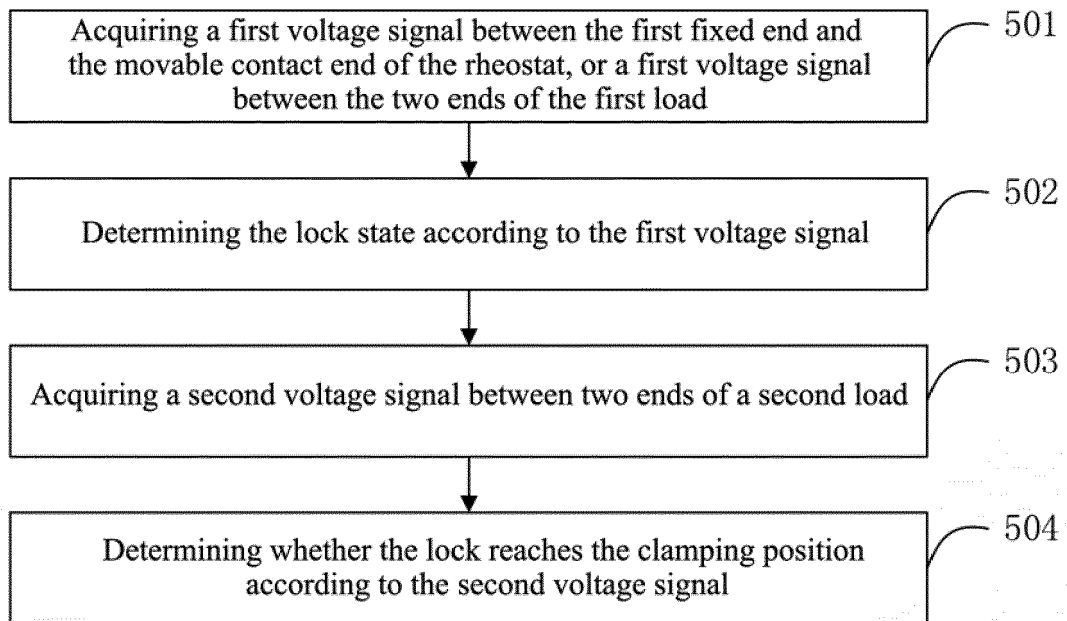 Acquiring a first voltage signal between the first fixed end and
the movable contact end of the rheostat, or a first voltage signal
between the two ends of the first load
501
Determining the lock state according to the first voltage signal
502
Acquiring a second voltage signal between two ends of a second load
503
Determining whether the lock reaches the clamping position
according to the second voltage signal
504